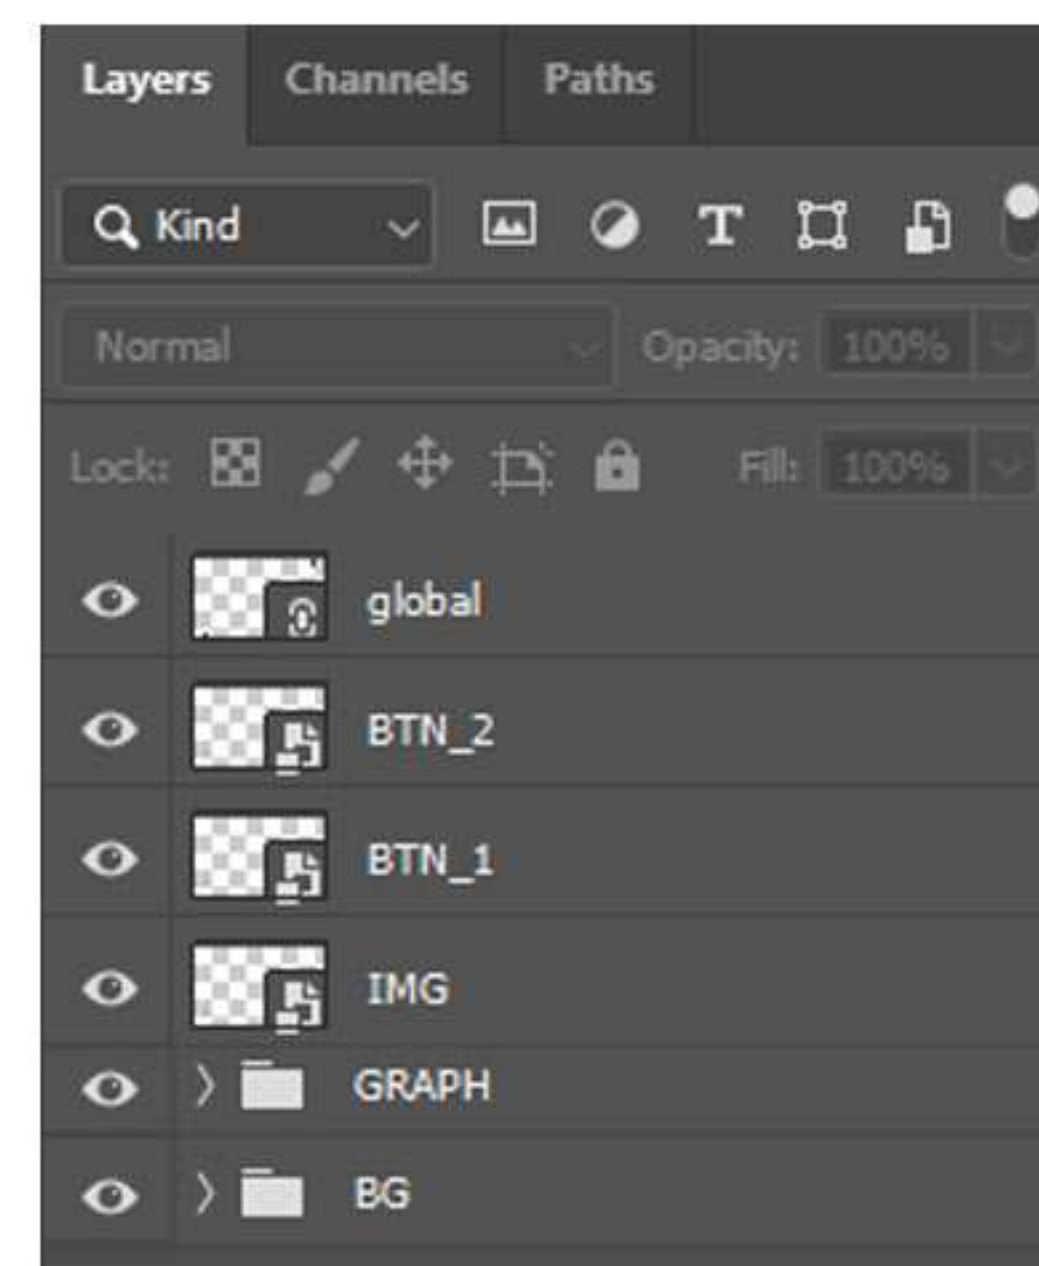 Layers Channels Paths
Kind
Normal Opacity: 100%
Lock: Fill: 100%
global
BTN_2
BTN_1
IMG
GRAPH
BG